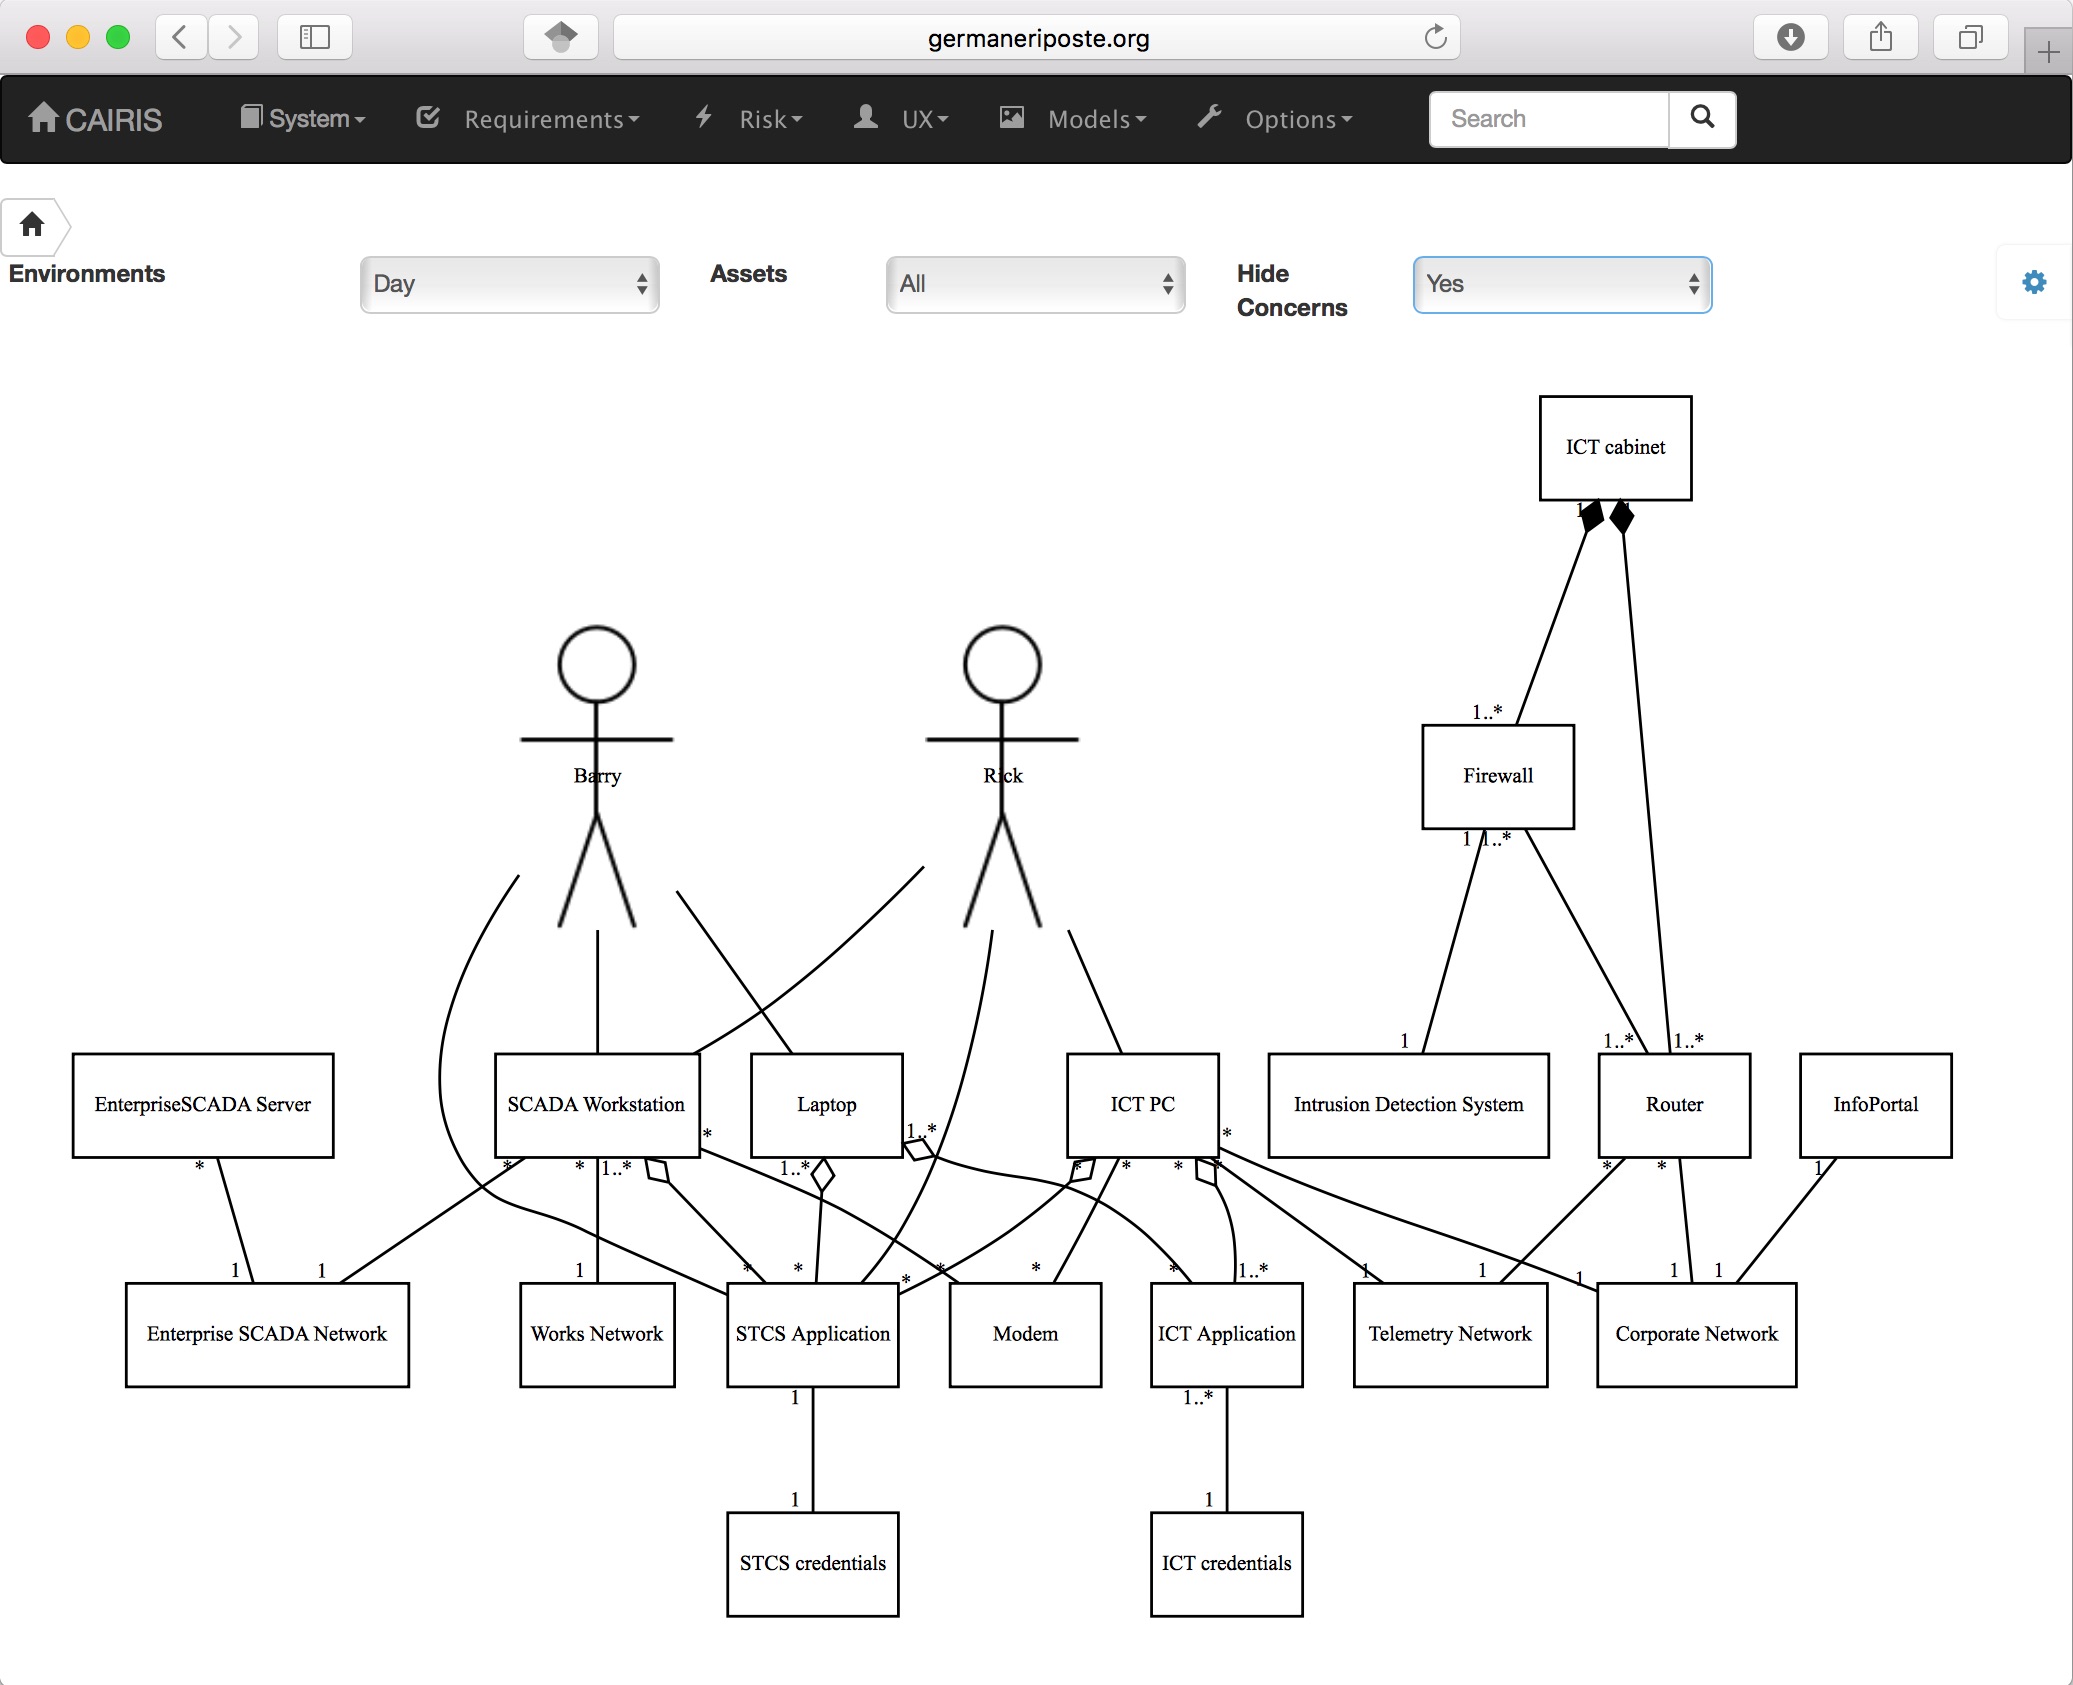 germaneriposte.org
CAIRIS System Requirements Risk UX Models Options Search
Environments Day Assets All Hide Concerns Yes
ICT cabinet
1 1
1..*
Barry Rick Firewall
1 1..*
1 1..* 1..*
EnterpriseSCADA Server SCADA Workstation Laptop ICT PC Intrusion Detection System Router InfoPortal
* 1..* *
* * * 1..* 1..* * * * * * * 1
1 1 1 * * * * * 1..* 1 1 1 1 1
Enterprise SCADA Network Works Network STCS Application Modem ICT Application Telemetry Network Corporate Network
1 1..*
1 1
STCS credentials ICT credentials